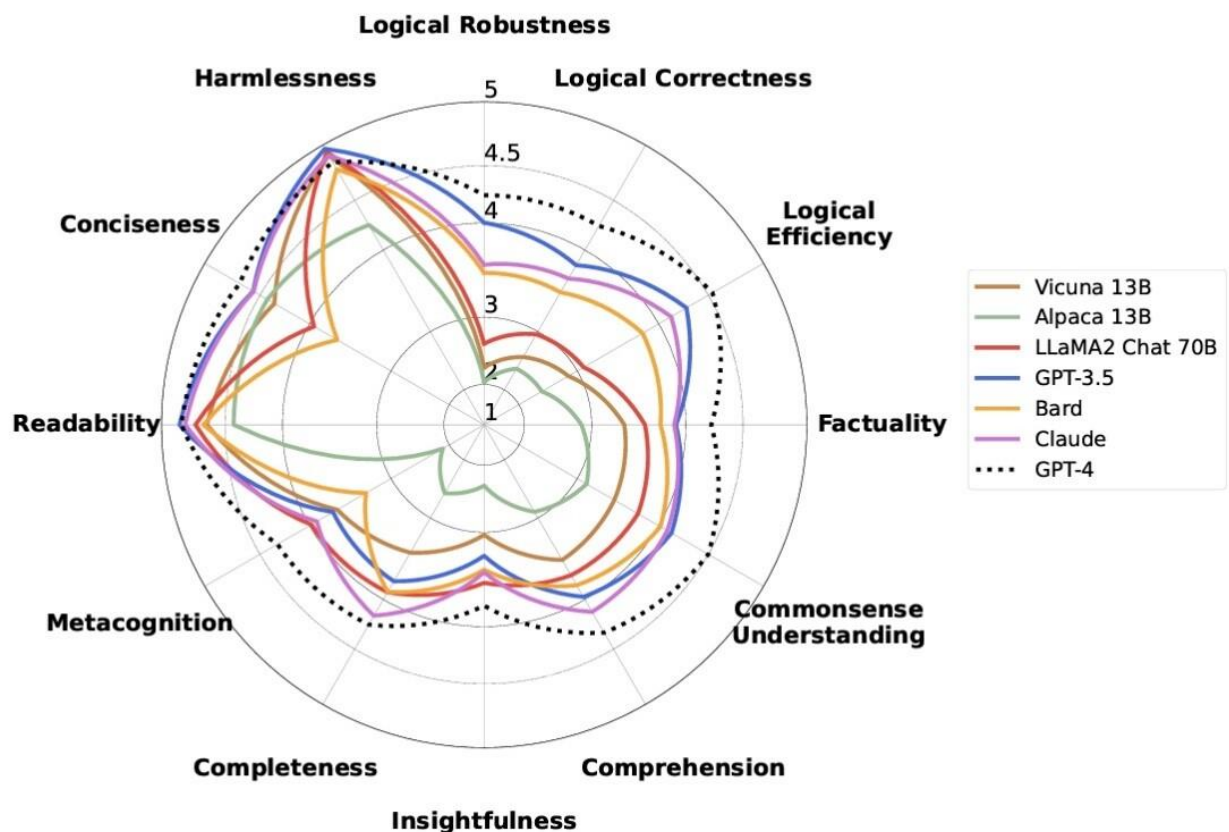 Logical Robustness
Harmlessness
Logical Correctness
5
4.5
Conciseness
4
Logical
Efficiency
3
Vicuna 13B
Alpaca 13B
LLaMA2 Chat 70B
GPT-3.5
Bard
Claude
GPT-4
2
1
Readability
Factuality
Metacognition
Commonsense
Understanding
Completeness
Comprehension
Insightfulness